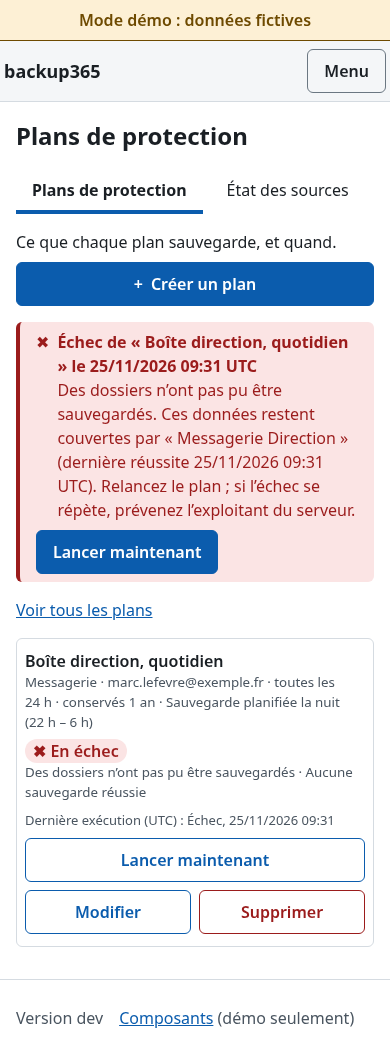 Mode démo : données fictives
backup365
Menu
Plans de protection
Plans de protection
État des sources
Ce que chaque plan sauvegarde, et quand.
+ Créer un plan
✖ Échec de « Boîte direction, quotidien
» le 25/11/2026 09:31 UTC
Des dossiers n’ont pas pu être
sauvegardés. Ces données restent
couvertes par « Messagerie Direction »
(dernière réussite 25/11/2026 09:31
UTC). Relancez le plan ; si l’échec se
répète, prévenez l’exploitant du serveur.
Lancer maintenant
Voir tous les plans
Boîte direction, quotidien
Messagerie · marc.lefevre@exemple.fr · toutes les
24 h · conservés 1 an · Sauvegarde planifiée la nuit
(22 h – 6 h)
✖ En échec
Des dossiers n’ont pas pu être sauvegardés · Aucune
sauvegarde réussie
Dernière exécution (UTC) : Échec, 25/11/2026 09:31
Lancer maintenant
Modifier
Supprimer
Version dev Composants (démo seulement)